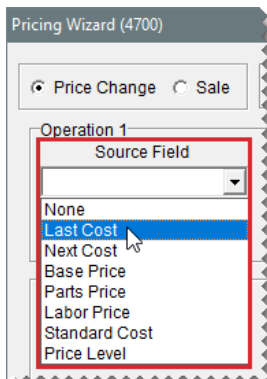 Pricing Wizard (4700)
Price Change Sale
Operation 1
Source Field
None
Last Cost
Next Cost
Base Price
Parts Price
Labor Price
Standard Cost
Price Level